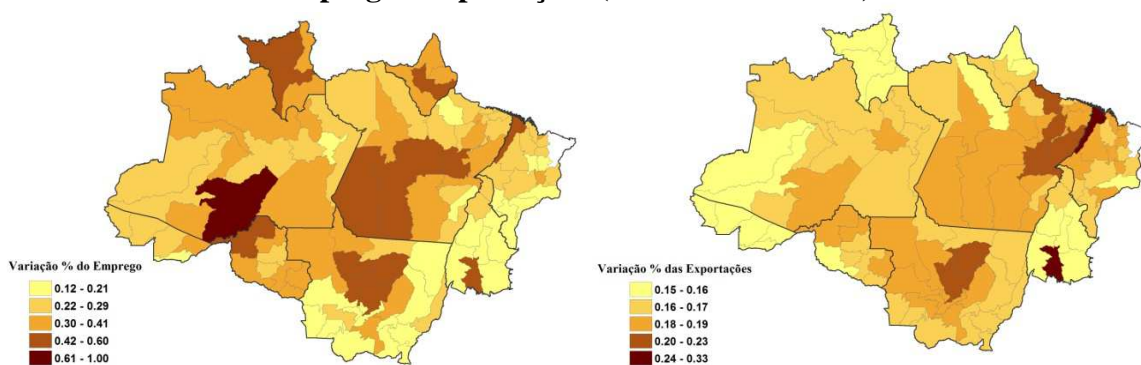 Variação % do Emprego
0.12 - 0.21
0.22 - 0.29
0.30 - 0.41
0.42 - 0.60
0.61 - 1.00
Variação % das Exportações
0.15 - 0.16
0.16 - 0.17
0.18 - 0.19
0.20 - 0.23
0.24 - 0.33